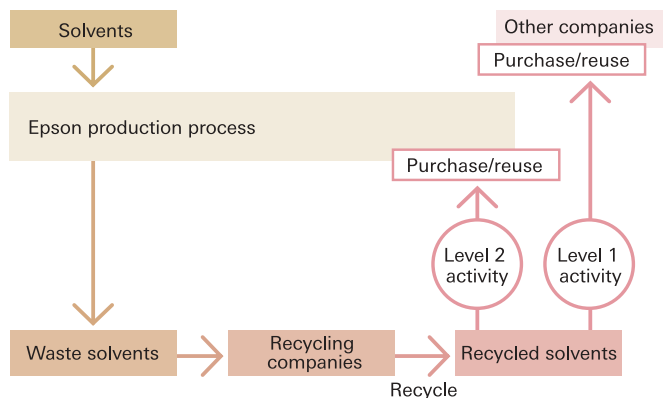 Solvents
Other companies
Purchase/reuse
Epson production process
Purchase/reuse
Level 2
activity
Level 1
activity
Waste solvents
Recycling
companies
Recycled solvents
Recycle